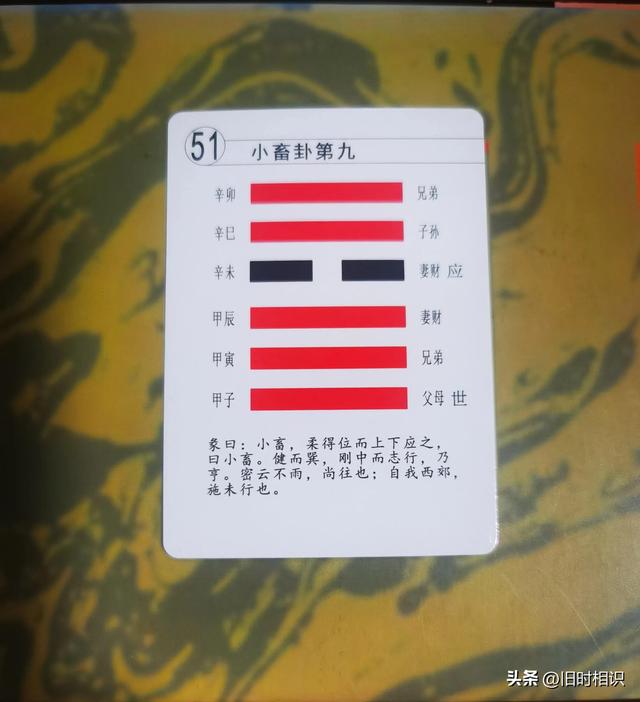 51 小畜卦第九
辛卯 兄弟
辛巳 子孙
辛未 妻财 应
甲辰 妻财
甲寅 兄弟
甲子 父母 世
彖曰：小畜，柔得位而上下应之，
曰小畜。健而巽，刚中而志行，乃
亨。密云不雨，尚往也；自我西郊，
施未行也。
头条 @旧时相识